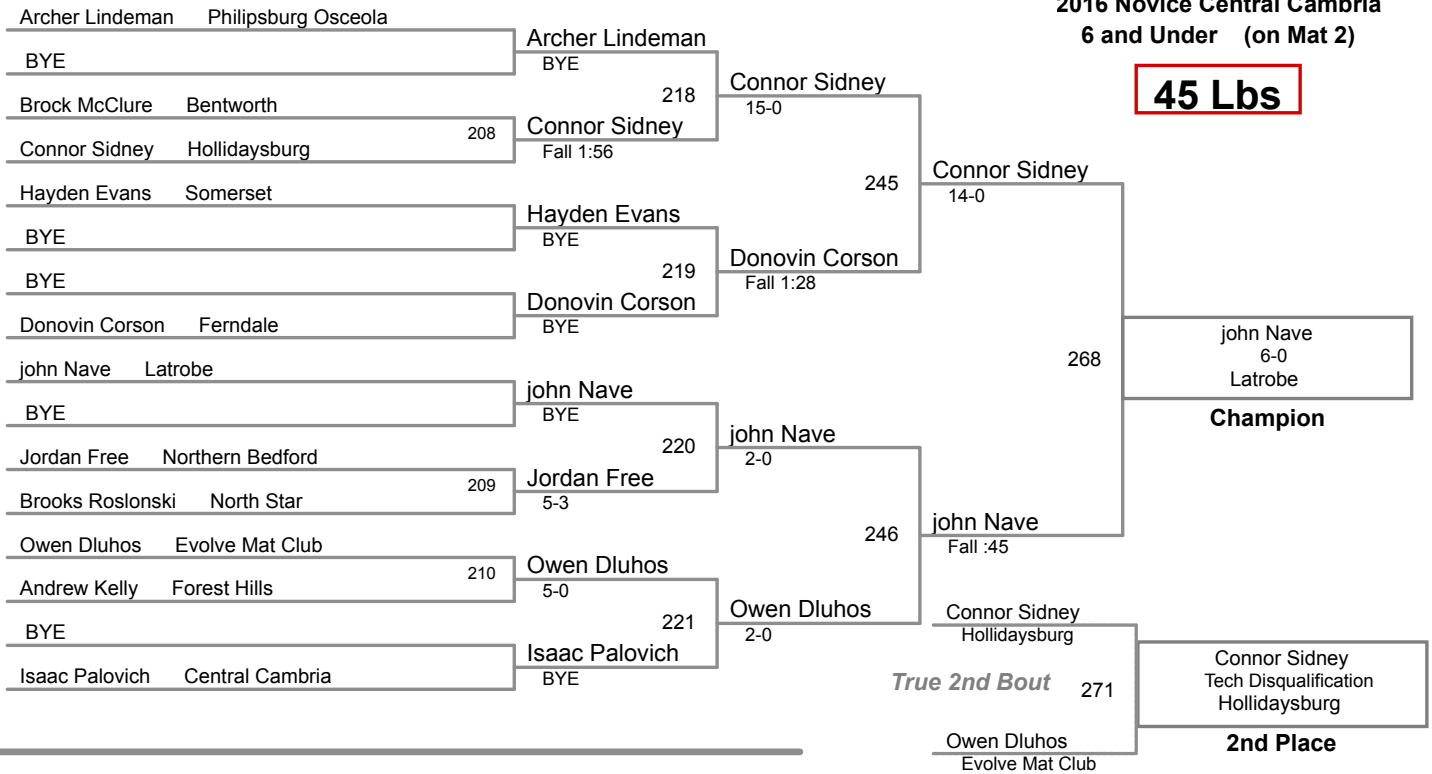 2016 Novice Central Cambria
6 and Under (on Mat 2)
45 Lbs
Archer Lindeman Philipsburg Osceola
BYE
Brock McClure Bentworth
208
Connor Sidney Hollidaysburg
Hayden Evans Somerset
BYE
BYE
Donovin Corson Ferndale
john Nave Latrobe
BYE
Jordan Free Northern Bedford
209
Brooks Roslonski North Star
Owen Dluhos Evolve Mat Club
210
Andrew Kelly Forest Hills
BYE
Isaac Palovich Central Cambria
Archer Lindeman
BYE
218
Connor Sidney
Fall 1:56
Hayden Evans
BYE
219
Donovin Corson
BYE
john Nave
BYE
220
Jordan Free
5-3
Owen Dluhos
5-0
221
Isaac Palovich
BYE
Connor Sidney
15-0
245
Donovin Corson
Fall 1:28
john Nave
2-0
246
Owen Dluhos
2-0
Connor Sidney
14-0
268
john Nave
Fall :45
john Nave
6-0
Latrobe
Champion
Connor Sidney
Hollidaysburg
True 2nd Bout 271
Owen Dluhos
Evolve Mat Club
Connor Sidney
Tech Disqualification
Hollidaysburg
2nd Place